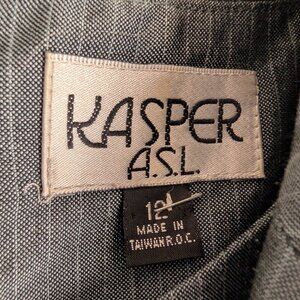 KASPER
A.S.L.
12
MADE IN
TAIWAN R.O.C.